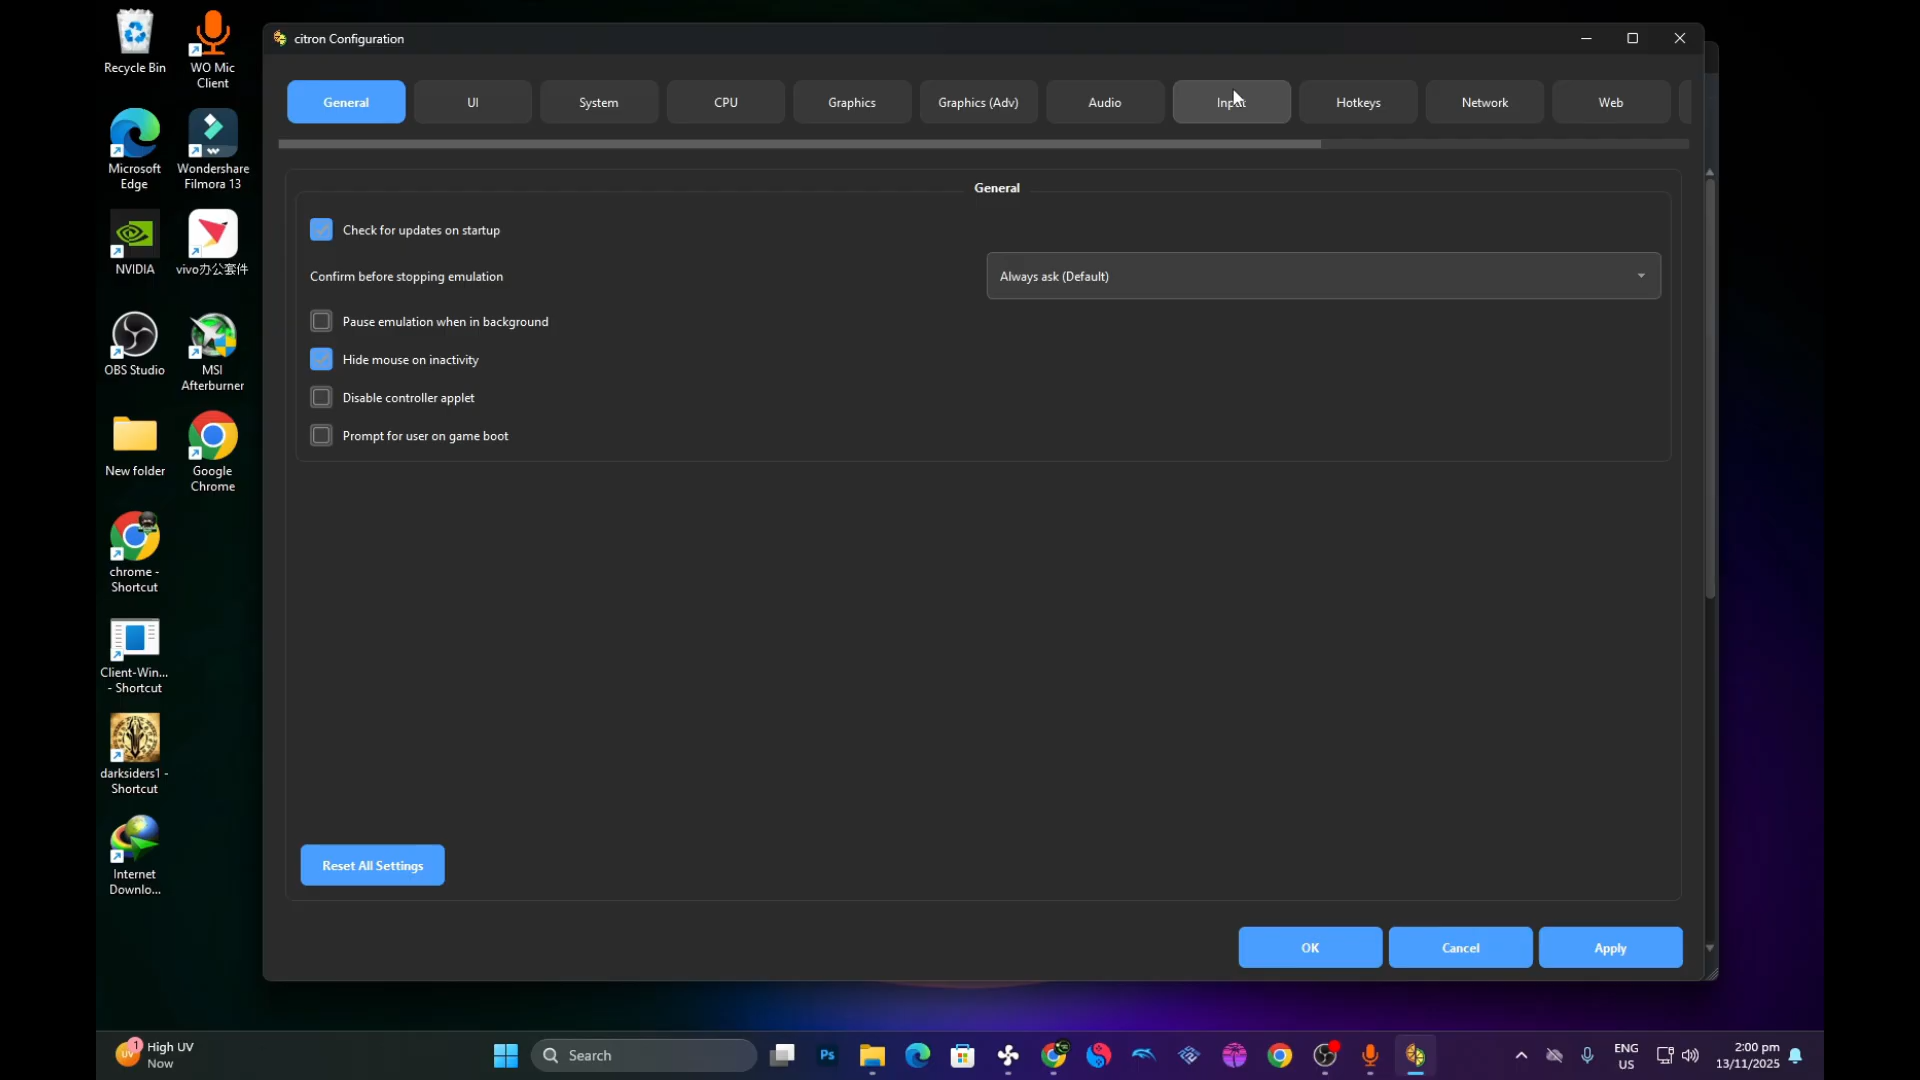 Recycle Bin
WO Mic
Client
Microsoft
Edge
Wondershare
Filmora 13
NVIDIA
vivo办公套件
OBS Studio
MSI
Afterburner
New folder
Google
Chrome
chrome -
Shortcut
Client-Win...
- Shortcut
darksiders1 -
Shortcut
Internet
Downlo...
citron Configuration
General
UI
System
CPU
Graphics
Graphics (Adv)
Audio
Input
Hotkeys
Network
Web
General
Check for updates on startup
Confirm before stopping emulation
Always ask (Default)
Pause emulation when in background
Hide mouse on inactivity
Disable controller applet
Prompt for user on game boot
Reset All Settings
OK
Cancel
Apply
UV
1
High UV
Now
Search
Ps
ENG
US
2:00 pm
13/11/2025